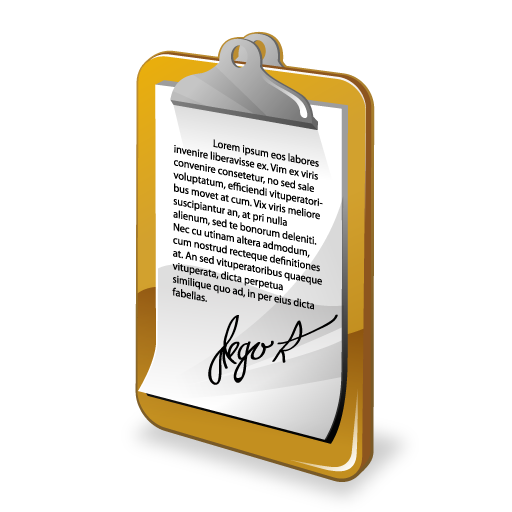 Lorem ipsum eos labores
invenire liberavisse ex. Vim ex viris
convenire consetetur, no sed sale
voluptatum, efficiendi vituperatori-
bus movet at cum. Vix viris meliore
suscipiantur an, at pri nulla
alienum, sed te bonorum deleniti.
Nec cu utinam altera admodum,
cum nostrud recteque definitiones
at. An sed vituperatoribus quaeque
vituperata, dicta perpetua
similique quo ad, in per eius dicta
fabellas.